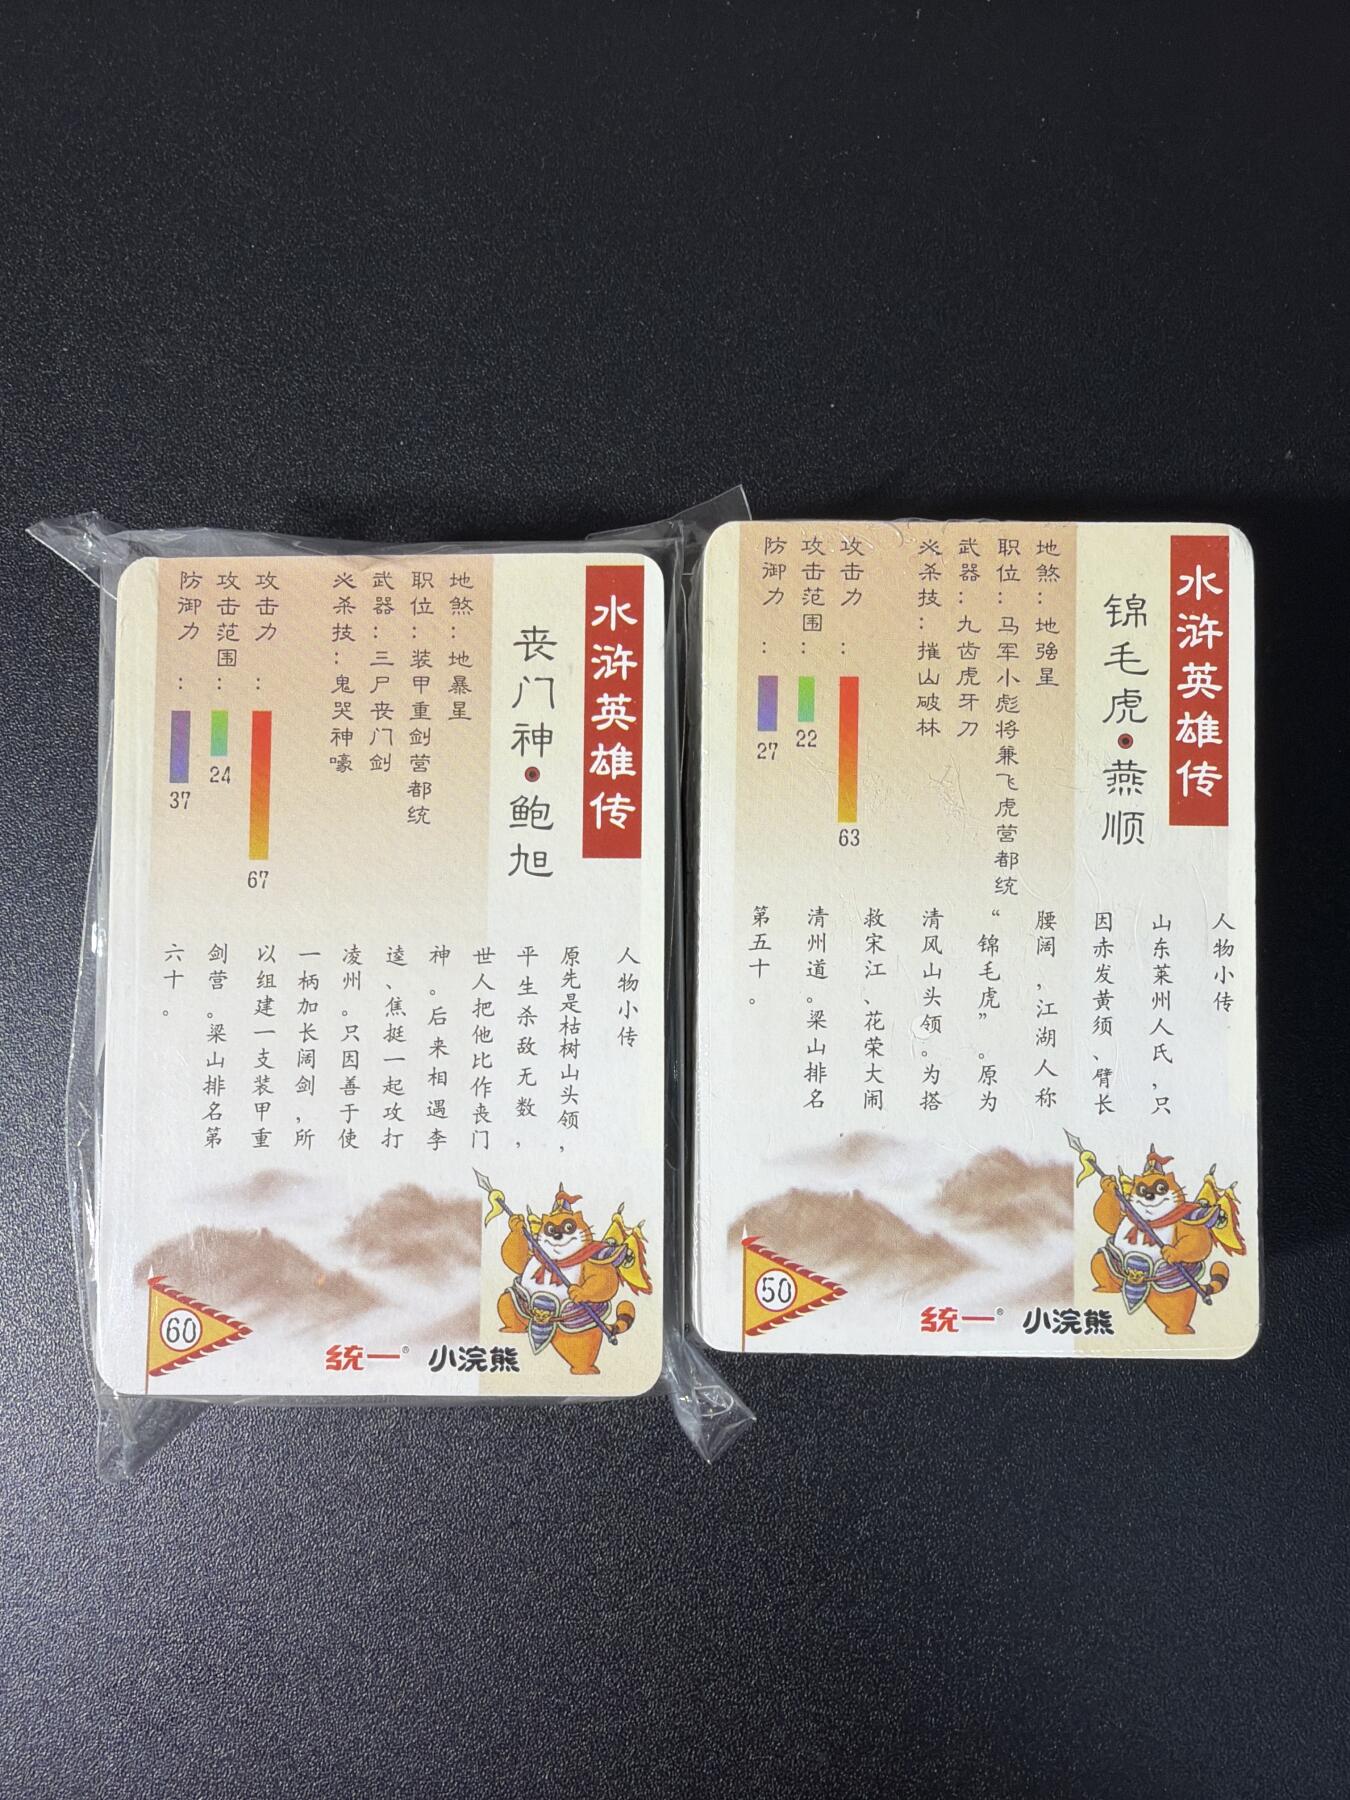 水浒英雄传
丧门神·鲍旭
地煞：地暴星
职位：装甲重剑营都统
武器：三尸丧门剑
必杀技：鬼哭神嚎
攻击力：
67
攻击范围：
24
防御力：
37
人物小传
原先是枯树山头领，
平生杀敌无数，
世人把他比作丧门
神。后来相遇李
逵、焦挺一起攻打
凌州。只因善于使
一柄加长阔剑，所
以组建一支装甲重
剑营。梁山排名第
六十。
60
统一® 小浣熊
水浒英雄传
锦毛虎·燕顺
地煞：地强星
职位：马军小彪将兼飞虎营都统
武器：九齿虎牙刀
必杀技：摧山破林
攻击力：
63
攻击范围：
22
防御力：
27
人物小传
山东莱州人氏，只
因赤发黄须、臂长
腰阔，江湖人称
“锦毛虎”。原为
清风山头领。为搭
救宋江、花荣大闹
清州道。梁山排名
第五十。
50
统一® 小浣熊